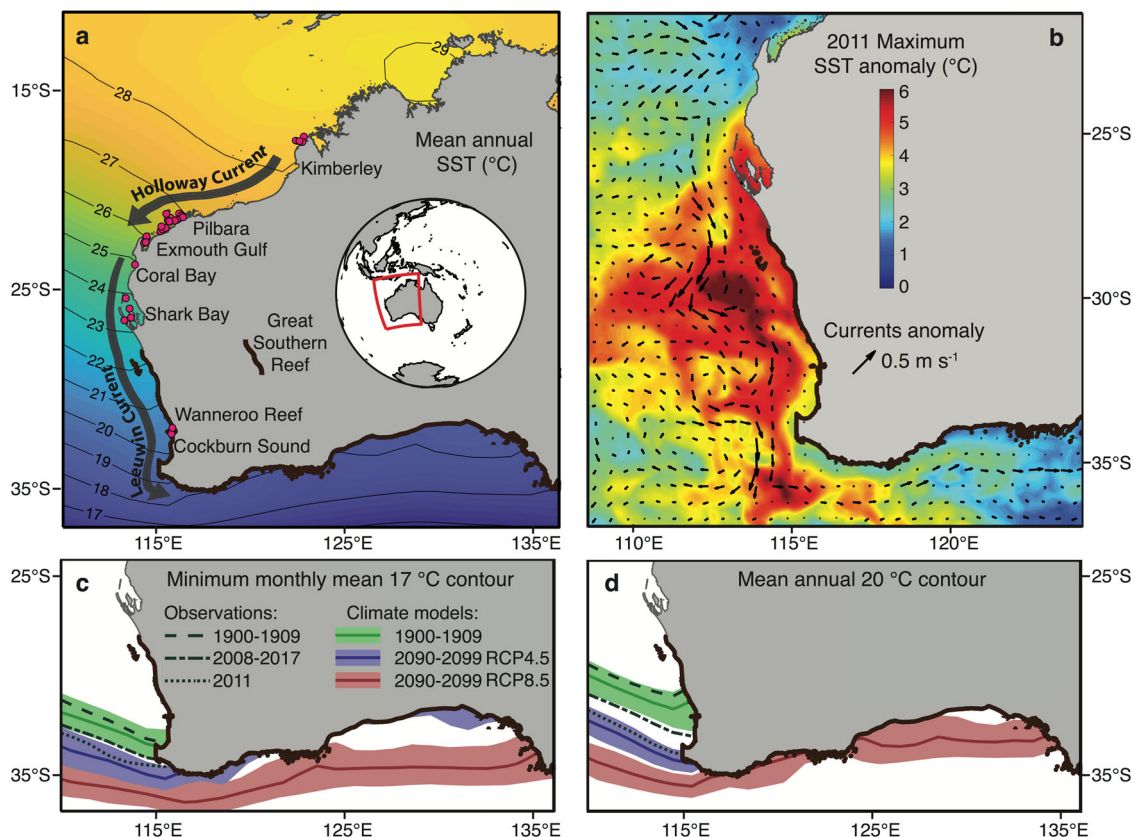 a
29
28
27
26
25
24
23
22
21
20
19
18
17
Mean annual
SST (°C)
Holloway Current
Kimberley
Pilbara
Exmouth Gulf
Coral Bay
Shark Bay
Great
Southern
Reef
Leeuwin Current
Wanneroo Reef
Cockburn Sound
15°S
25°S
35°S
115°E
125°E
135°E
b
2011 Maximum
SST anomaly (°C)
6
5
4
3
2
1
0
Currents anomaly
0.5 m s⁻¹
25°S
30°S
35°S
110°E
115°E
120°E
c
Minimum monthly mean 17 °C contour
Observations:
1900-1909
2008-2017
2011
Climate models:
1900-1909
2090-2099 RCP4.5
2090-2099 RCP8.5
25°S
35°S
115°E
125°E
135°E
d
Mean annual 20 °C contour
25°S
35°S
115°E
125°E
135°E